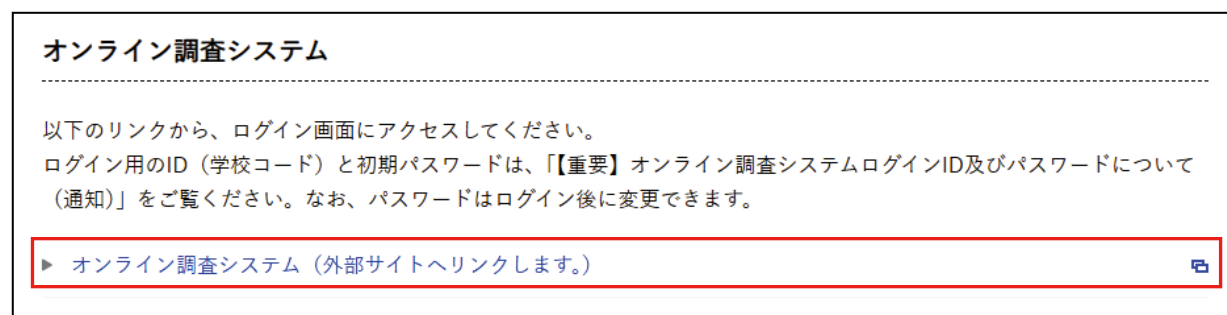 オンライン調査システム
以下のリンクから、ログイン画面にアクセスしてください。
ログイン用のID（学校コード）と初期パスワードは、「【重要】オンライン調査システムログインID及びパスワードについて
（通知）」をご覧ください。なお、パスワードはログイン後に変更できます。
オンライン調査システム（外部サイトへリンクします。）